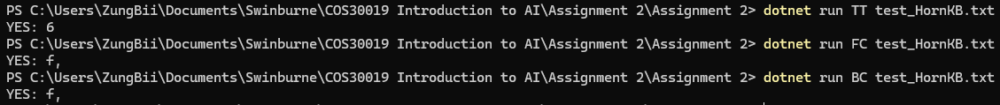 PS C:\Users\ZungBii\Documents\Swinburne\COS30019 Introduction to AI\Assignment 2\Assignment 2> dotnet run TT test_HornKB.txt
YES: 6
PS C:\Users\ZungBii\Documents\Swinburne\COS30019 Introduction to AI\Assignment 2\Assignment 2> dotnet run FC test_HornKB.txt
YES: f,
PS C:\Users\ZungBii\Documents\Swinburne\COS30019 Introduction to AI\Assignment 2\Assignment 2> dotnet run BC test_HornKB.txt
YES: f,